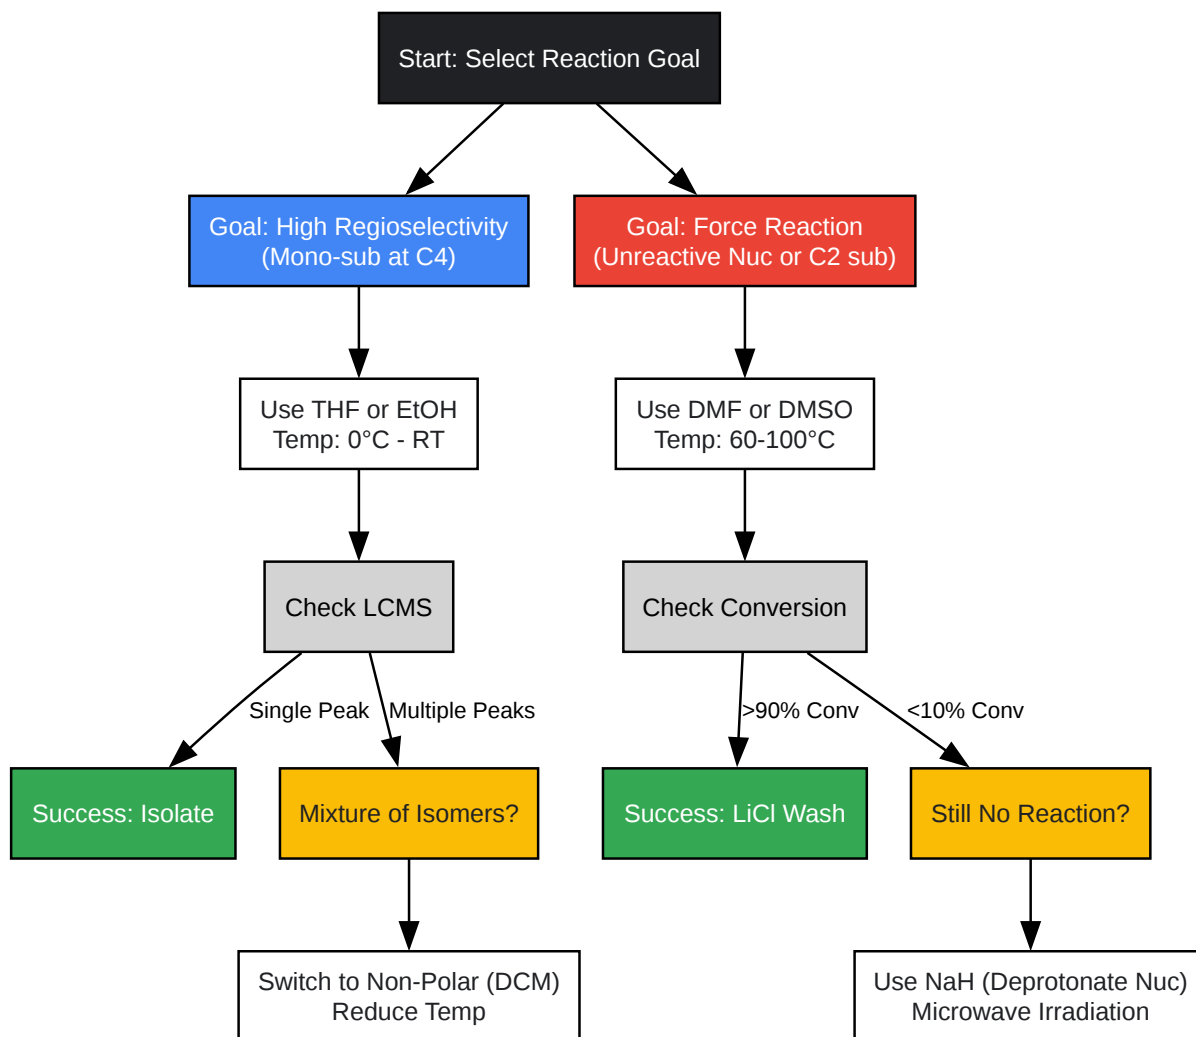 Start: Select Reaction Goal
Goal: High Regioselectivity
(Mono-sub at C4)
Goal: Force Reaction
(Unreactive Nuc or C2 sub)
Use THF or EtOH
Temp: 0°C - RT
Use DMF or DMSO
Temp: 60-100°C
Check LCMS
Check Conversion
Single Peak
Multiple Peaks
>90% Conv
<10% Conv
Success: Isolate
Mixture of Isomers?
Success: LiCl Wash
Still No Reaction?
Switch to Non-Polar (DCM)
Reduce Temp
Use NaH (Deprotonate Nuc)
Microwave Irradiation